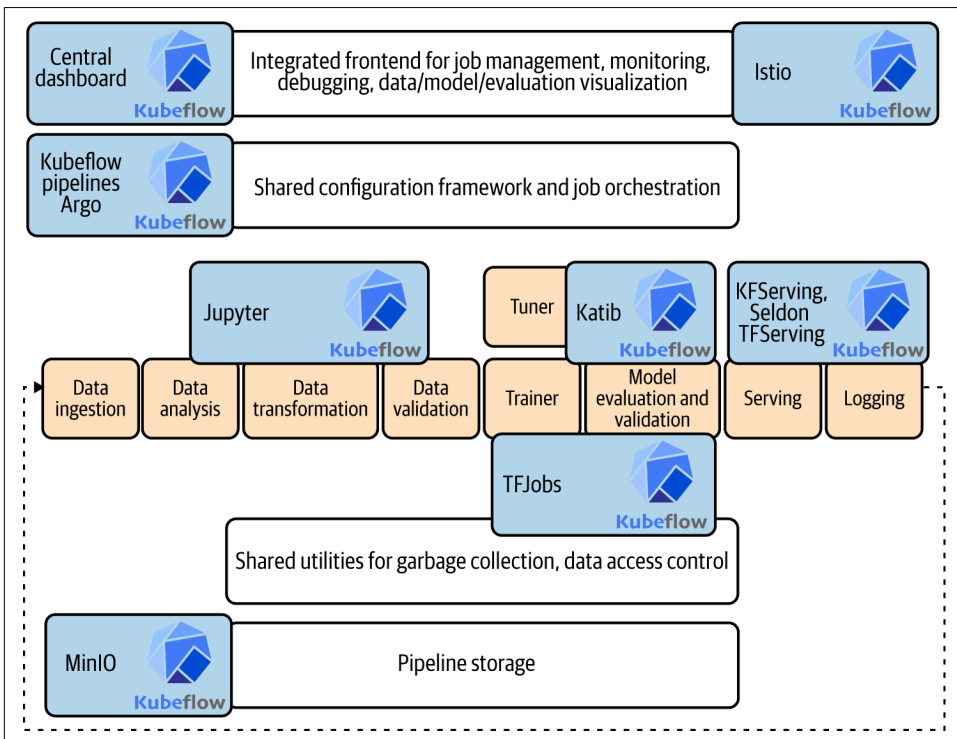 Central
dashboard
Kubeflow
Integrated frontend for job management, monitoring,
debugging, data/model/evaluation visualization
Istio
Kubeflow
Kubeflow
pipelines
Argo
Kubeflow
Shared configuration framework and job orchestration
Jupyter
Kubeflow
Tuner
Katib
Kubeflow
KFServing,
Seldon
TFServing
Kubeflow
Data
ingestion
Data
analysis
Data
transformation
Data
validation
Trainer
Model
evaluation and
validation
Serving
Logging
TFJobs
Kubeflow
Shared utilities for garbage collection, data access control
MinIO
Kubeflow
Pipeline storage